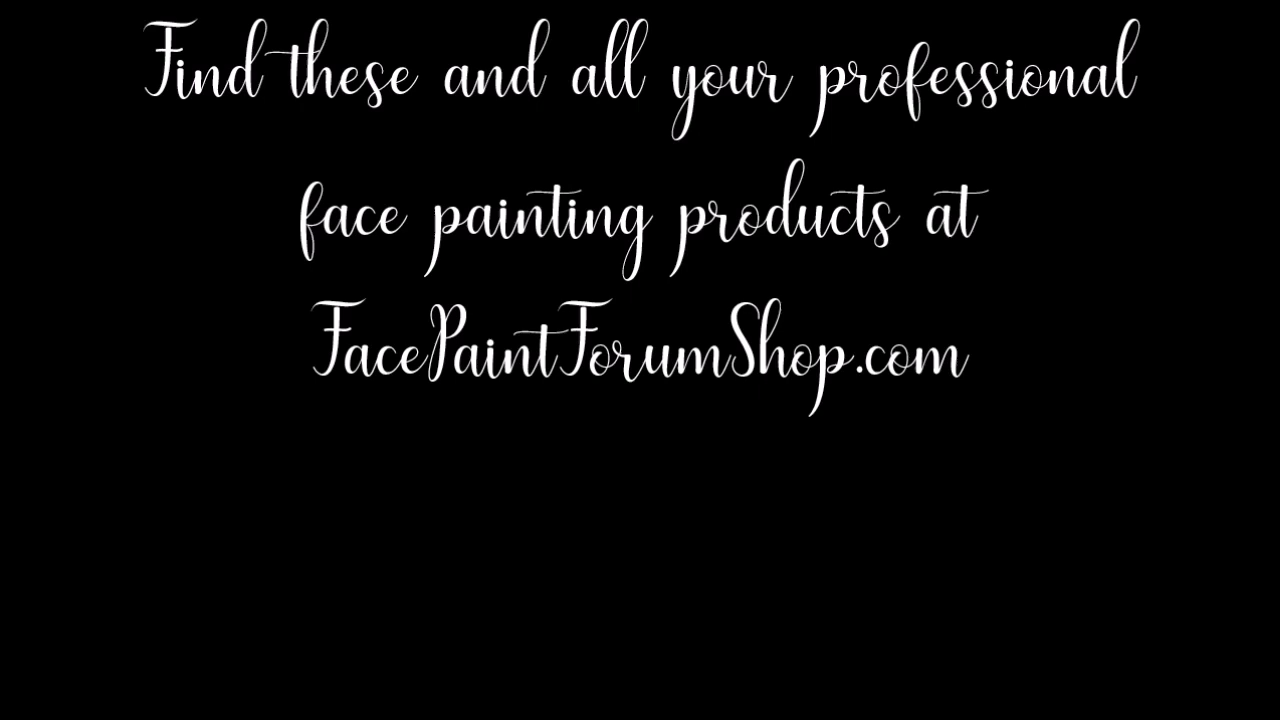 Find these and all your professional
face painting products at
FacePaintForumShop.com